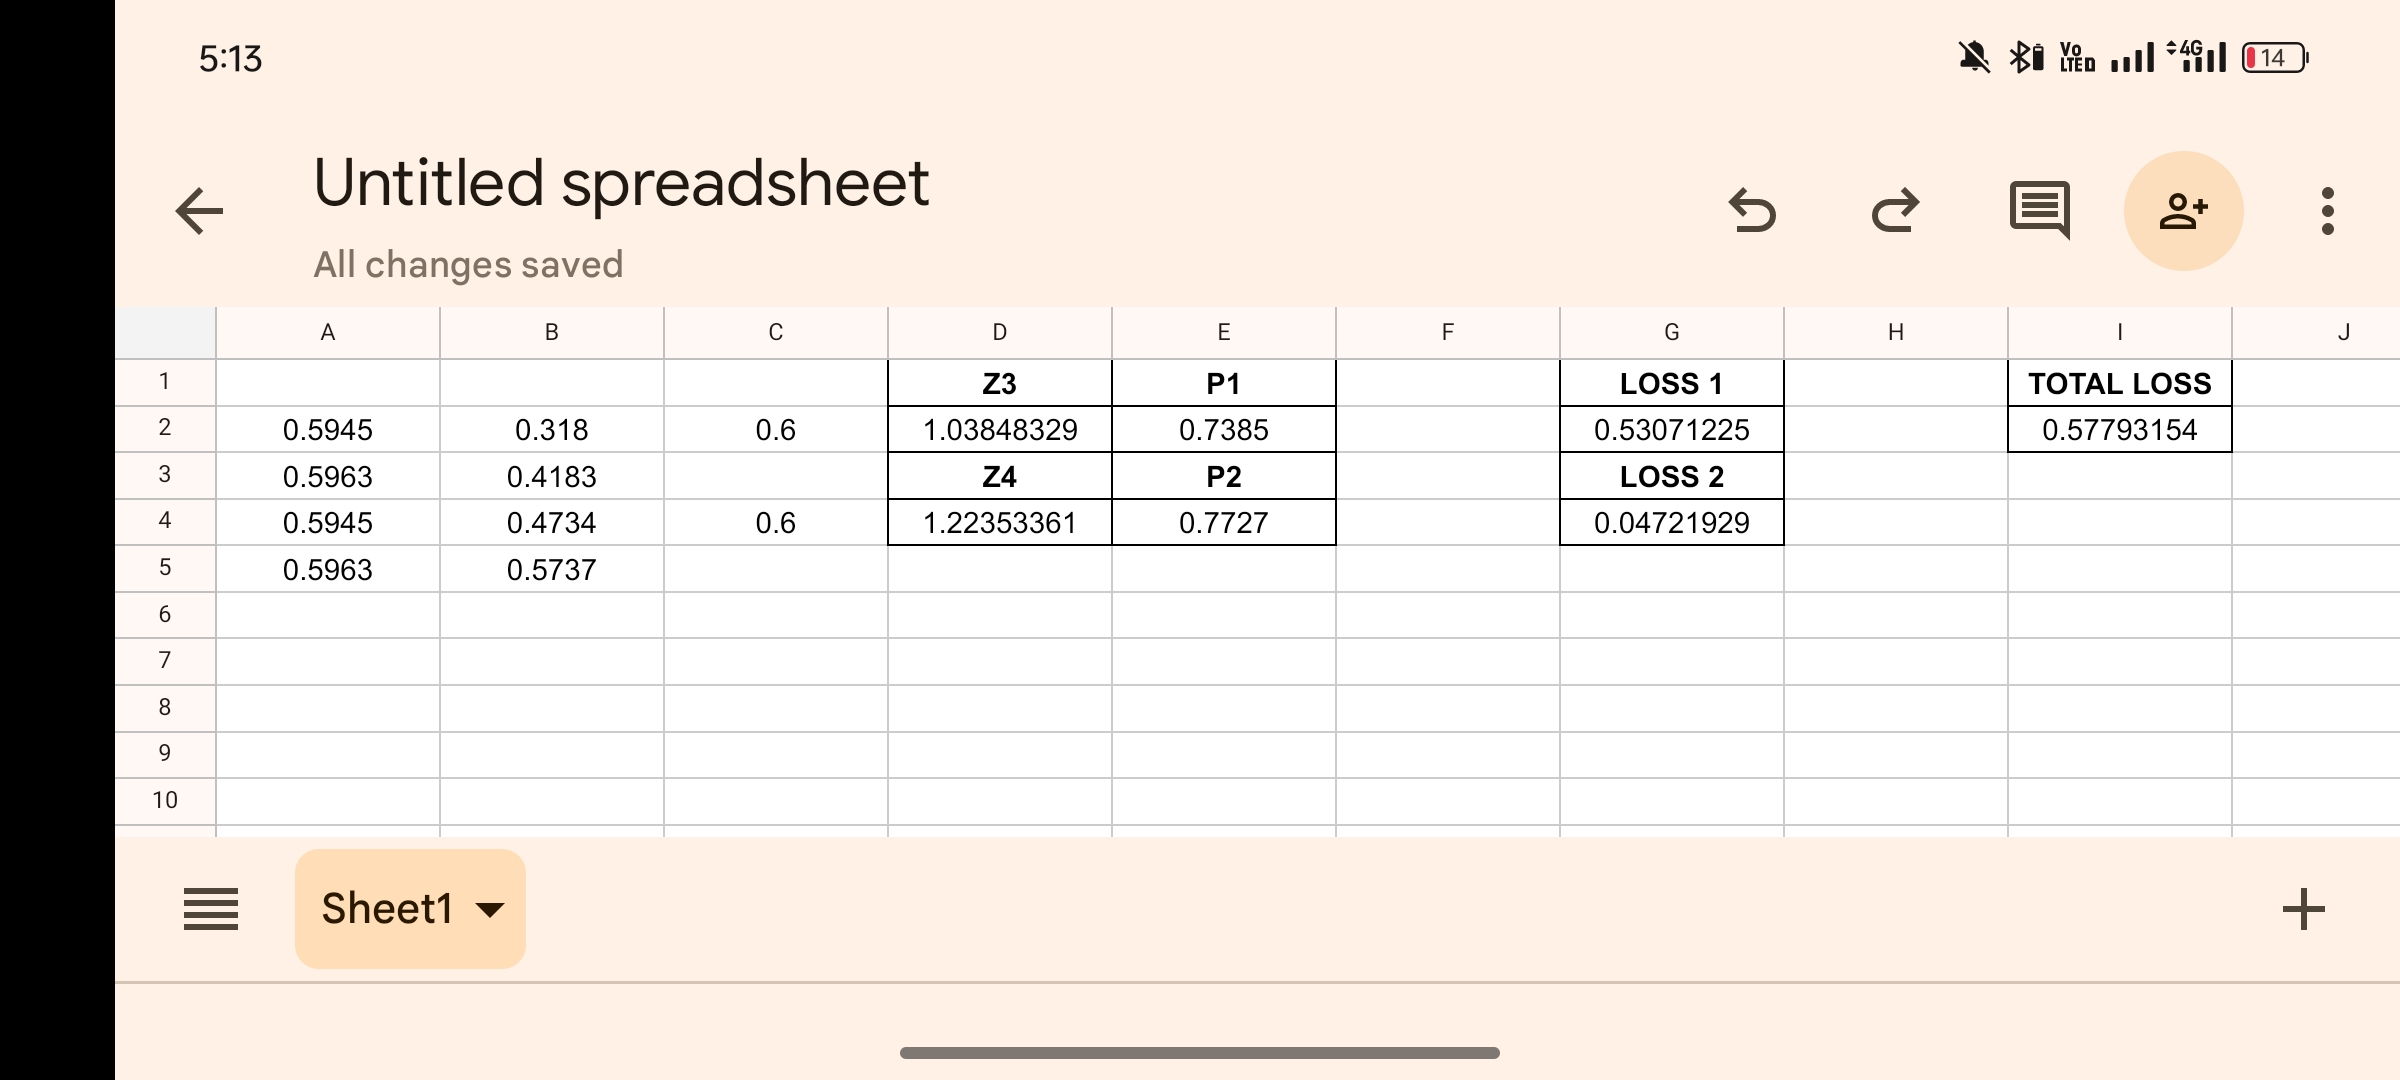 5:13
Vo
LTE
4G
14
Untitled spreadsheet
All changes saved
A B C D E F G H I J
1 Z3 P1 LOSS 1 TOTAL LOSS
2 0.5945 0.318 0.6 1.03848329 0.7385 0.53071225 0.57793154
3 0.5963 0.4183 Z4 P2 LOSS 2
4 0.5945 0.4734 0.6 1.22353361 0.7727 0.04721929
5 0.5963 0.5737
6
7
8
9
10
Sheet1